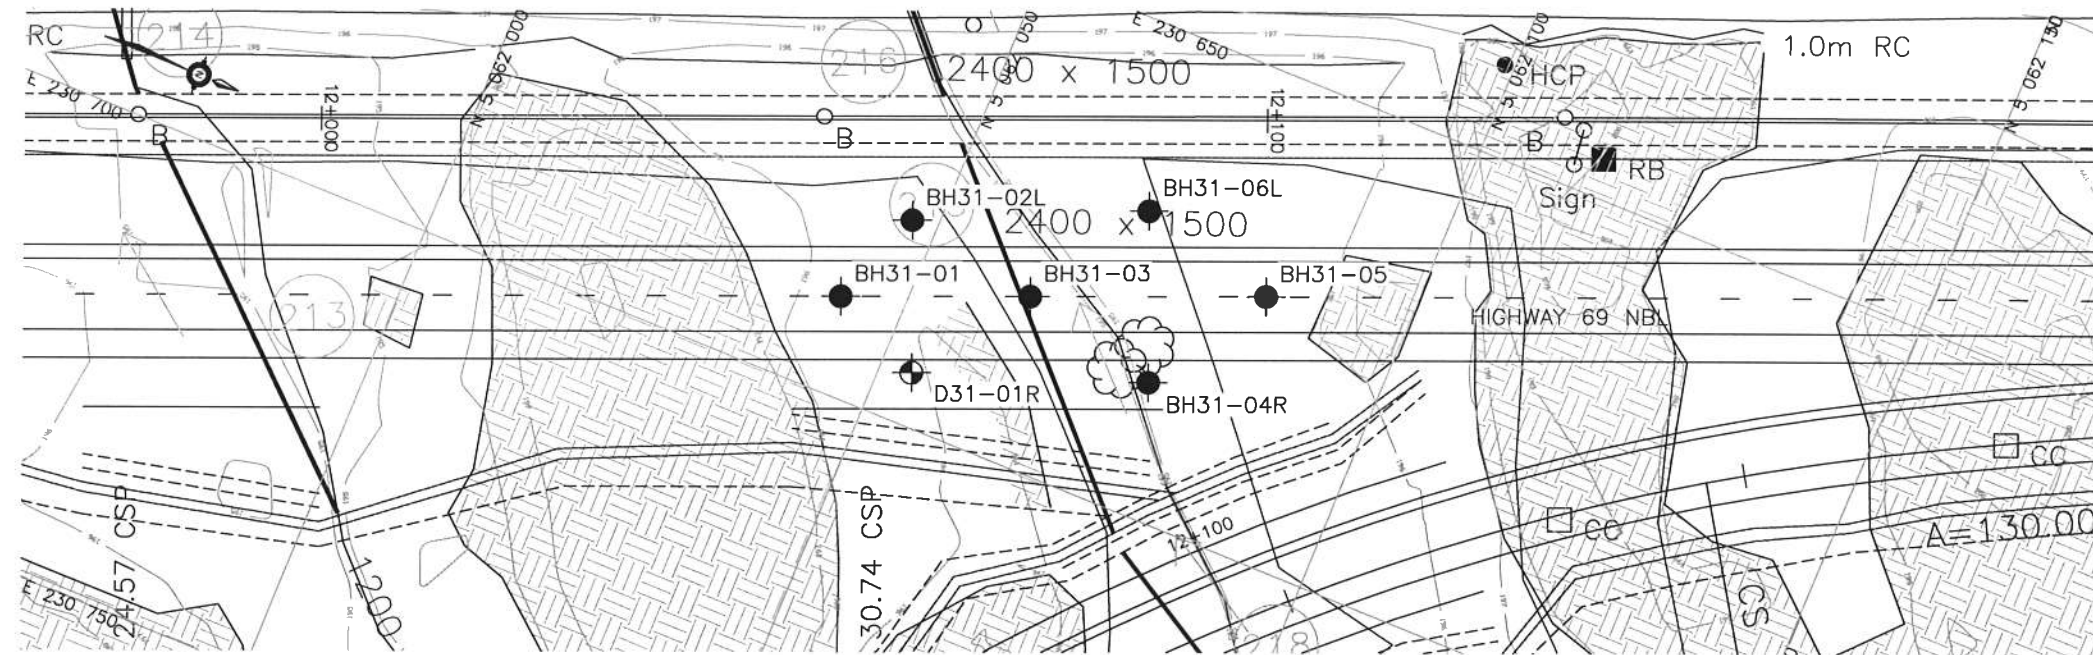 RC
214
E 230 700
B
12+000
N 5 062 000
216
B
2400 x 1500
N 5 062 050
E 230 650
12+100
HCP
B
RB
Sign
1.0m RC
N 5 062 150
BH31-02L
BH31-06L
2400 x 1500
BH31-01
BH31-03
BH31-05
213
HIGHWAY 69 NBL
D31-01R
BH31-04R
24.57 CSP
1200
30.74 CSP
12+100
CC
CC
A=130.00
CS
E 230 750
218